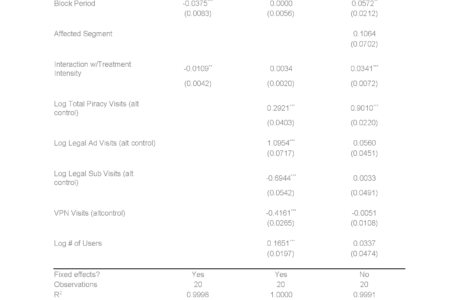 Block Period -0.0375*** 0.0000 0.0572**
(0.0083) (0.0056) (0.0212)
Affected Segment 0.1064
(0.0702)
Interaction w/Treatment
Intensity -0.0109** 0.0034 0.0341***
(0.0042) (0.0020) (0.0072)
Log Total Piracy Visits (alt
control) 0.2921*** 0.9010***
(0.0403) (0.0220)
Log Legal Ad Visits (alt control) 1.0954*** 0.0560
(0.0717) (0.0451)
Log Legal Sub Visits (alt
control) -0.6944*** 0.0033
(0.0542) (0.0491)
VPN Visits (altcontrol) -0.4161*** -0.0051
(0.0265) (0.0108)
Log # of Users 0.1651*** 0.0337
(0.0197) (0.0474)
Fixed effects? Yes Yes No
Observations 20 20 20
R² 0.9996 1.0000 0.9991